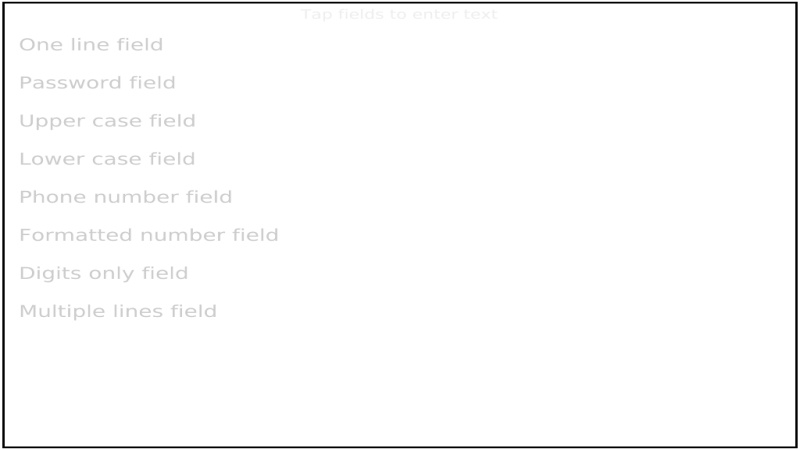 Tap fields to enter text
One line field
Password field
Upper case field
Lower case field
Phone number field
Formatted number field
Digits only field
Multiple lines field